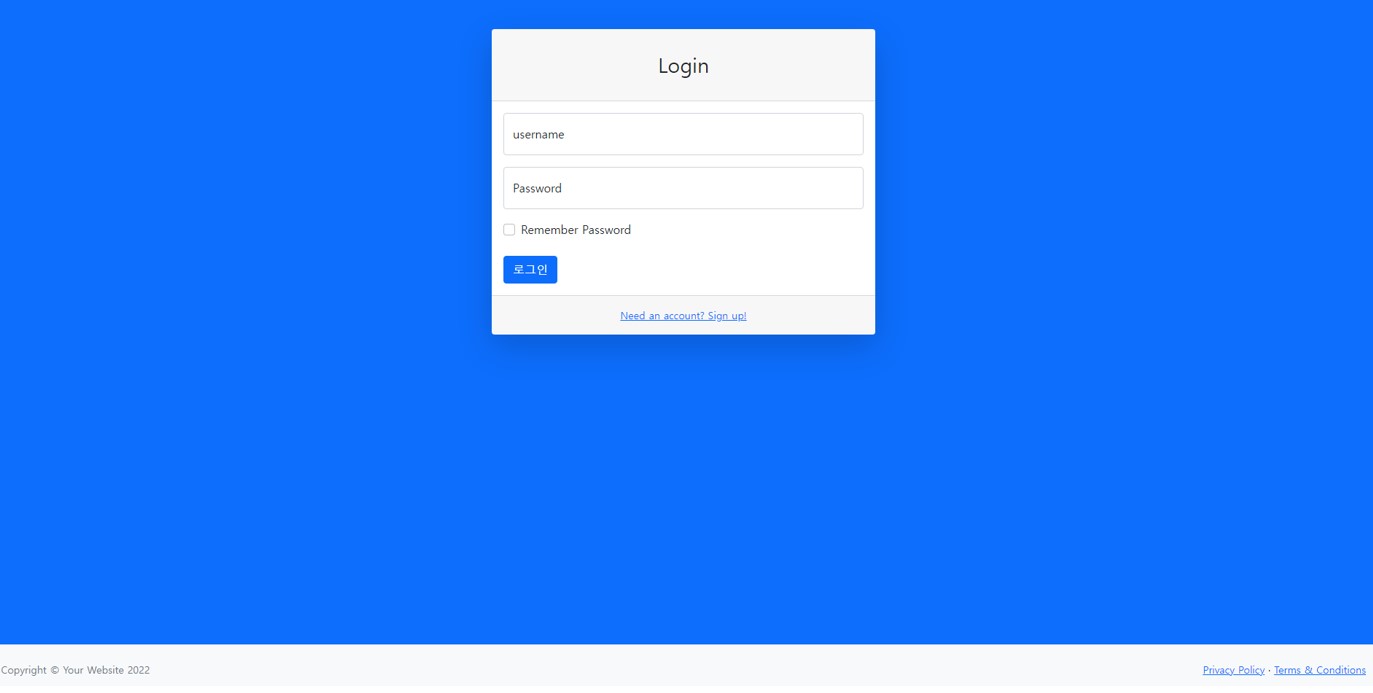 Login
username
Password
Remember Password
로그인
Need an account? Sign up!
Copyright © Your Website 2022
Privacy Policy · Terms & Conditions